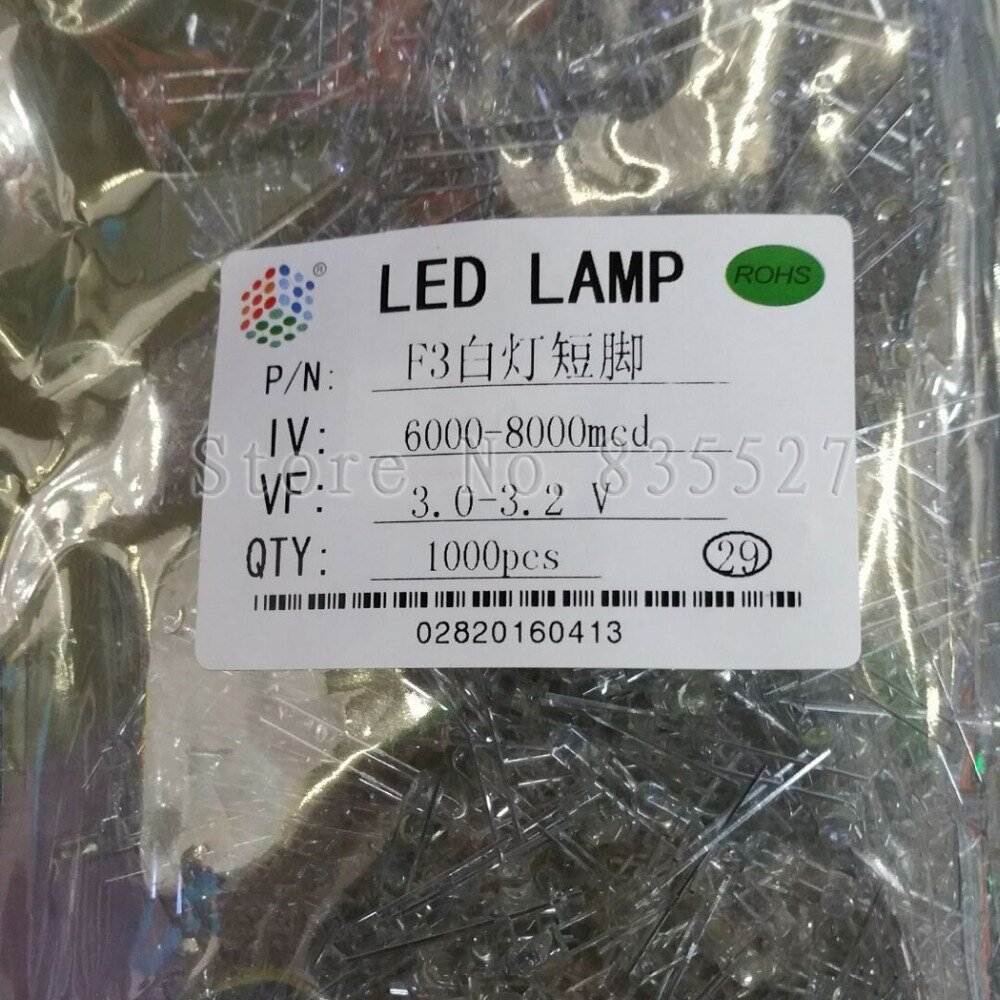 ® LED LAMP ROHS
P/N: F3白灯短脚
IV: 6000-8000mcd
Store No. 835527
VF: 3.0-3.2 V
QTY: 1000pcs 29
02820160413